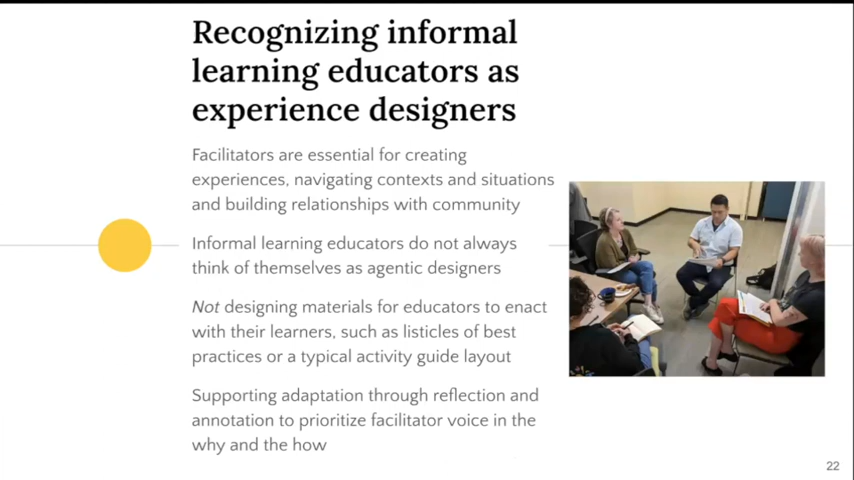 Recognizing informal
learning educators as
experience designers
Facilitators are essential for creating
experiences, navigating contexts and situations
and building relationships with community
Informal learning educators do not always
think of themselves as agentic designers
Not designing materials for educators to enact
with their learners, such as listicles of best
practices or a typical activity guide layout
Supporting adaptation through reflection and
annotation to prioritize facilitator voice in the
why and the how
22